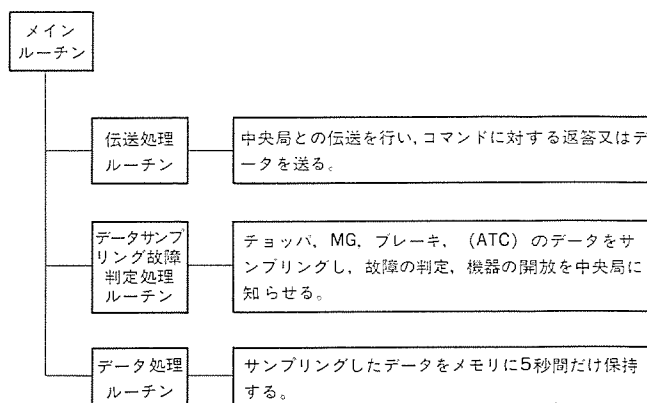 メイン
ルーチン
伝送処理
ルーチン
中央局との伝送を行い,コマンドに対する返答又はデ
ータを送る。
データサンプ
リング故障
判定処理
ルーチン
チョッパ,MG,ブレーキ,(ATC)のデータをサ
ンプリングし,故障の判定,機器の開放を中央局に
知らせる。
データ処理
ルーチン
サンプリングしたデータをメモリに5秒間だけ保持
する。